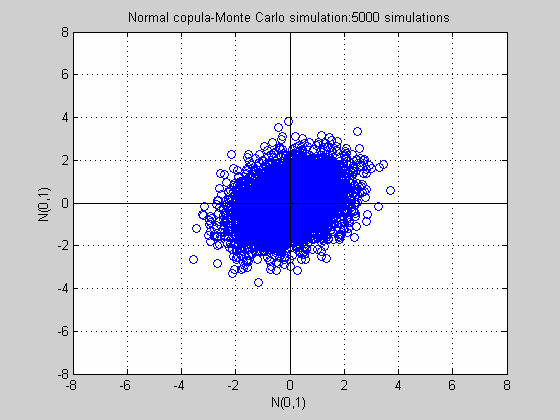 Normal copula-Monte Carlo simulation:5000 simulations
8
6
4
2
0
-2
-4
-6
-8
N(0,1)
-8 -6 -4 -2 0 2 4 6 8
N(0,1)